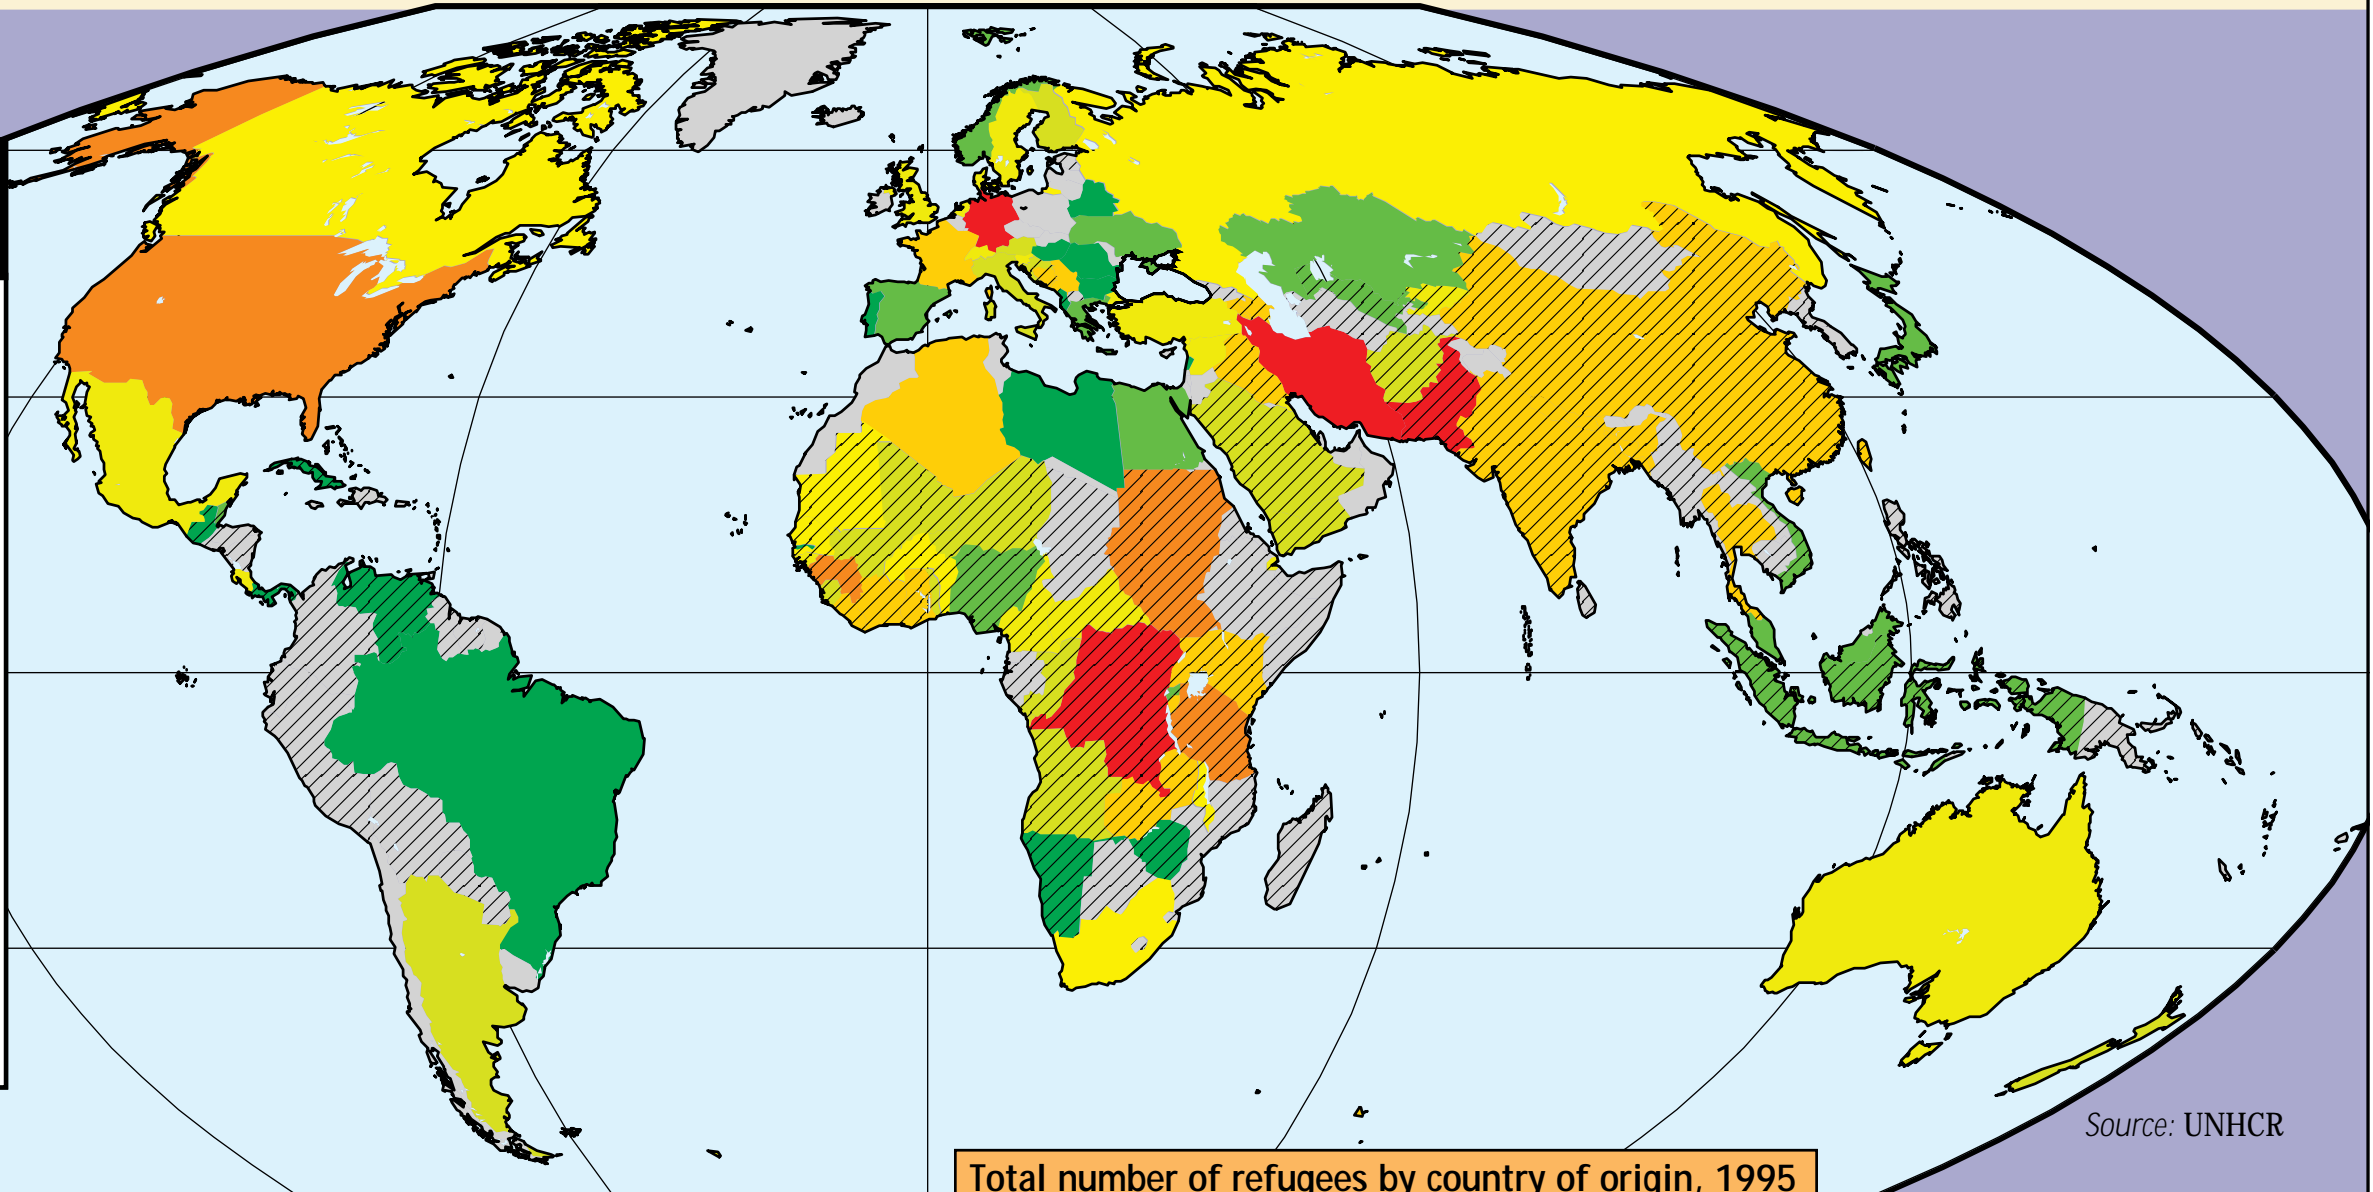 Source: UNHCR
Total number of refugees by country of origin, 1995